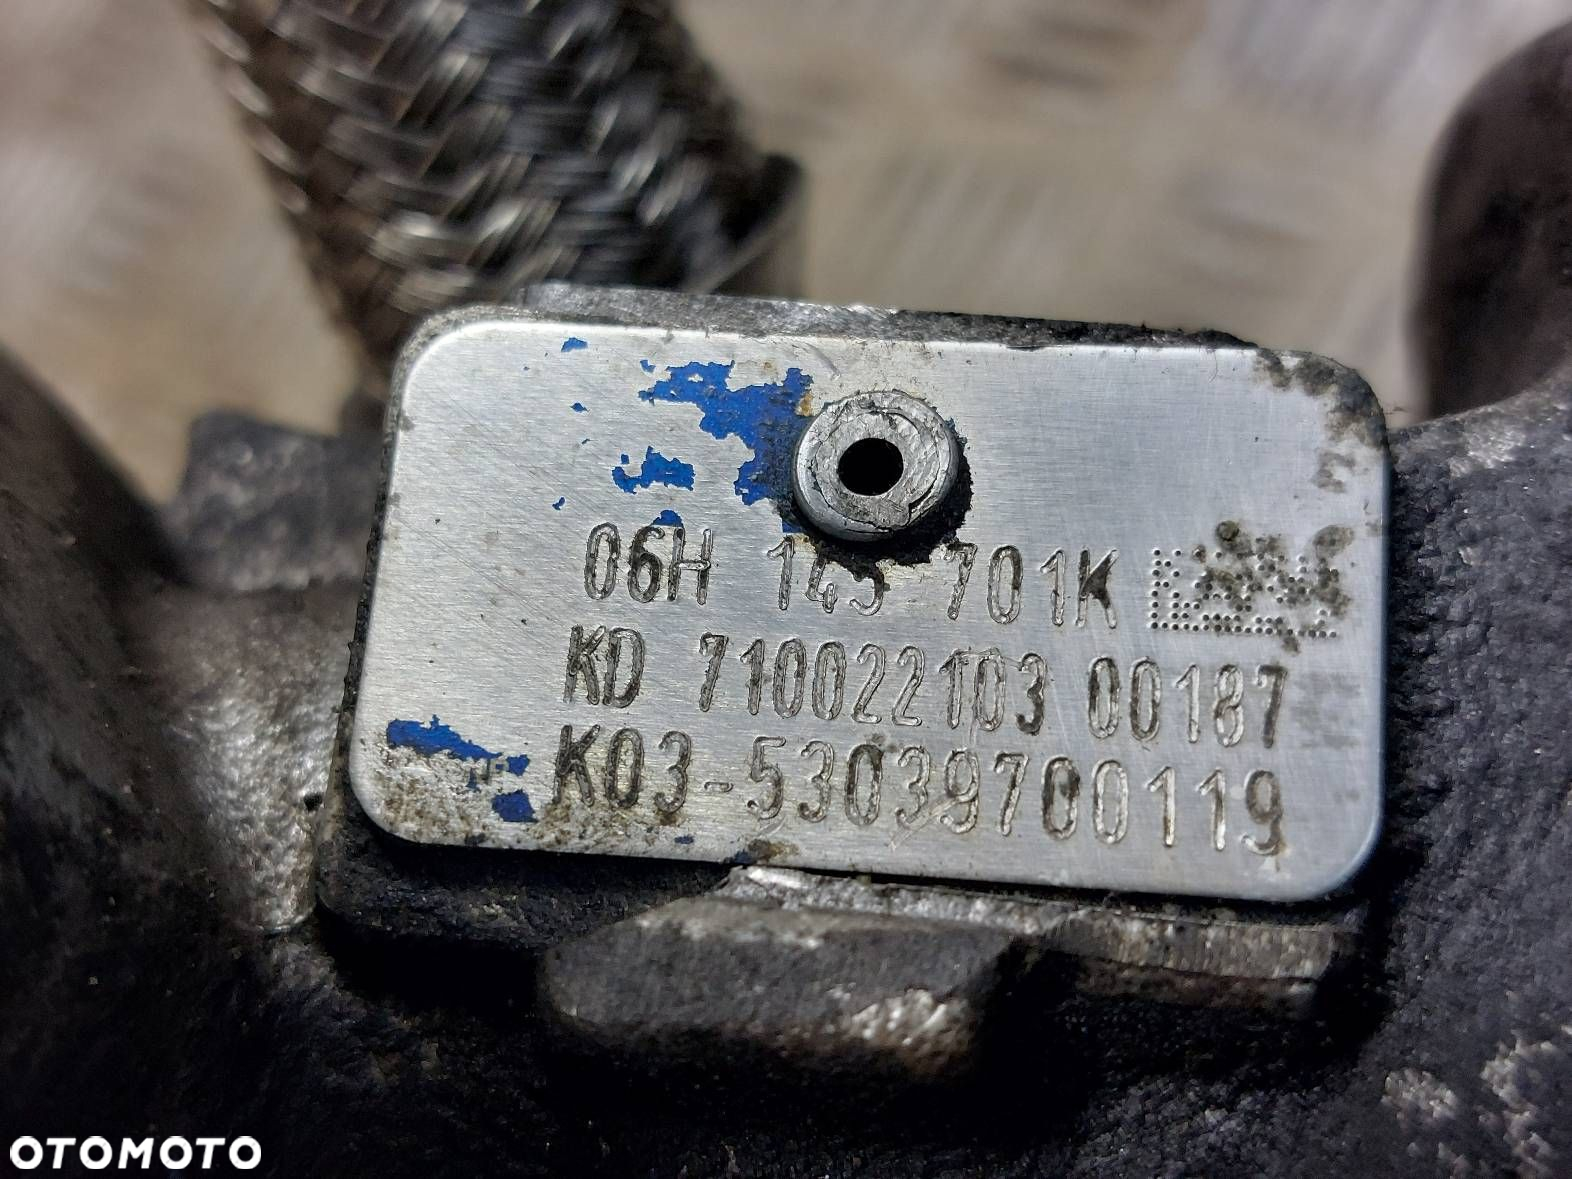 06H 145 701K
KD 710022103 00187
K03-53039700119
OTOMOTO